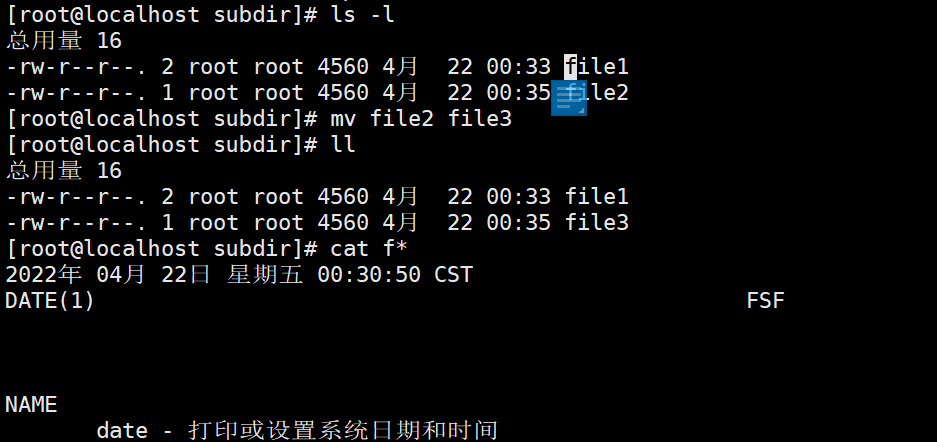 [root@localhost subdir]# ls -l
总用量 16
-rw-r--r--. 2 root root 4560 4月  22 00:33 file1
-rw-r--r--. 1 root root 4560 4月  22 00:35 file2
[root@localhost subdir]# mv file2 file3
[root@localhost subdir]# ll
总用量 16
-rw-r--r--. 2 root root 4560 4月  22 00:33 file1
-rw-r--r--. 1 root root 4560 4月  22 00:35 file3
[root@localhost subdir]# cat f*
2022年 04月 22日 星期五 00:30:50 CST
DATE(1) FSF
NAME
date - 打印或设置系统日期和时间